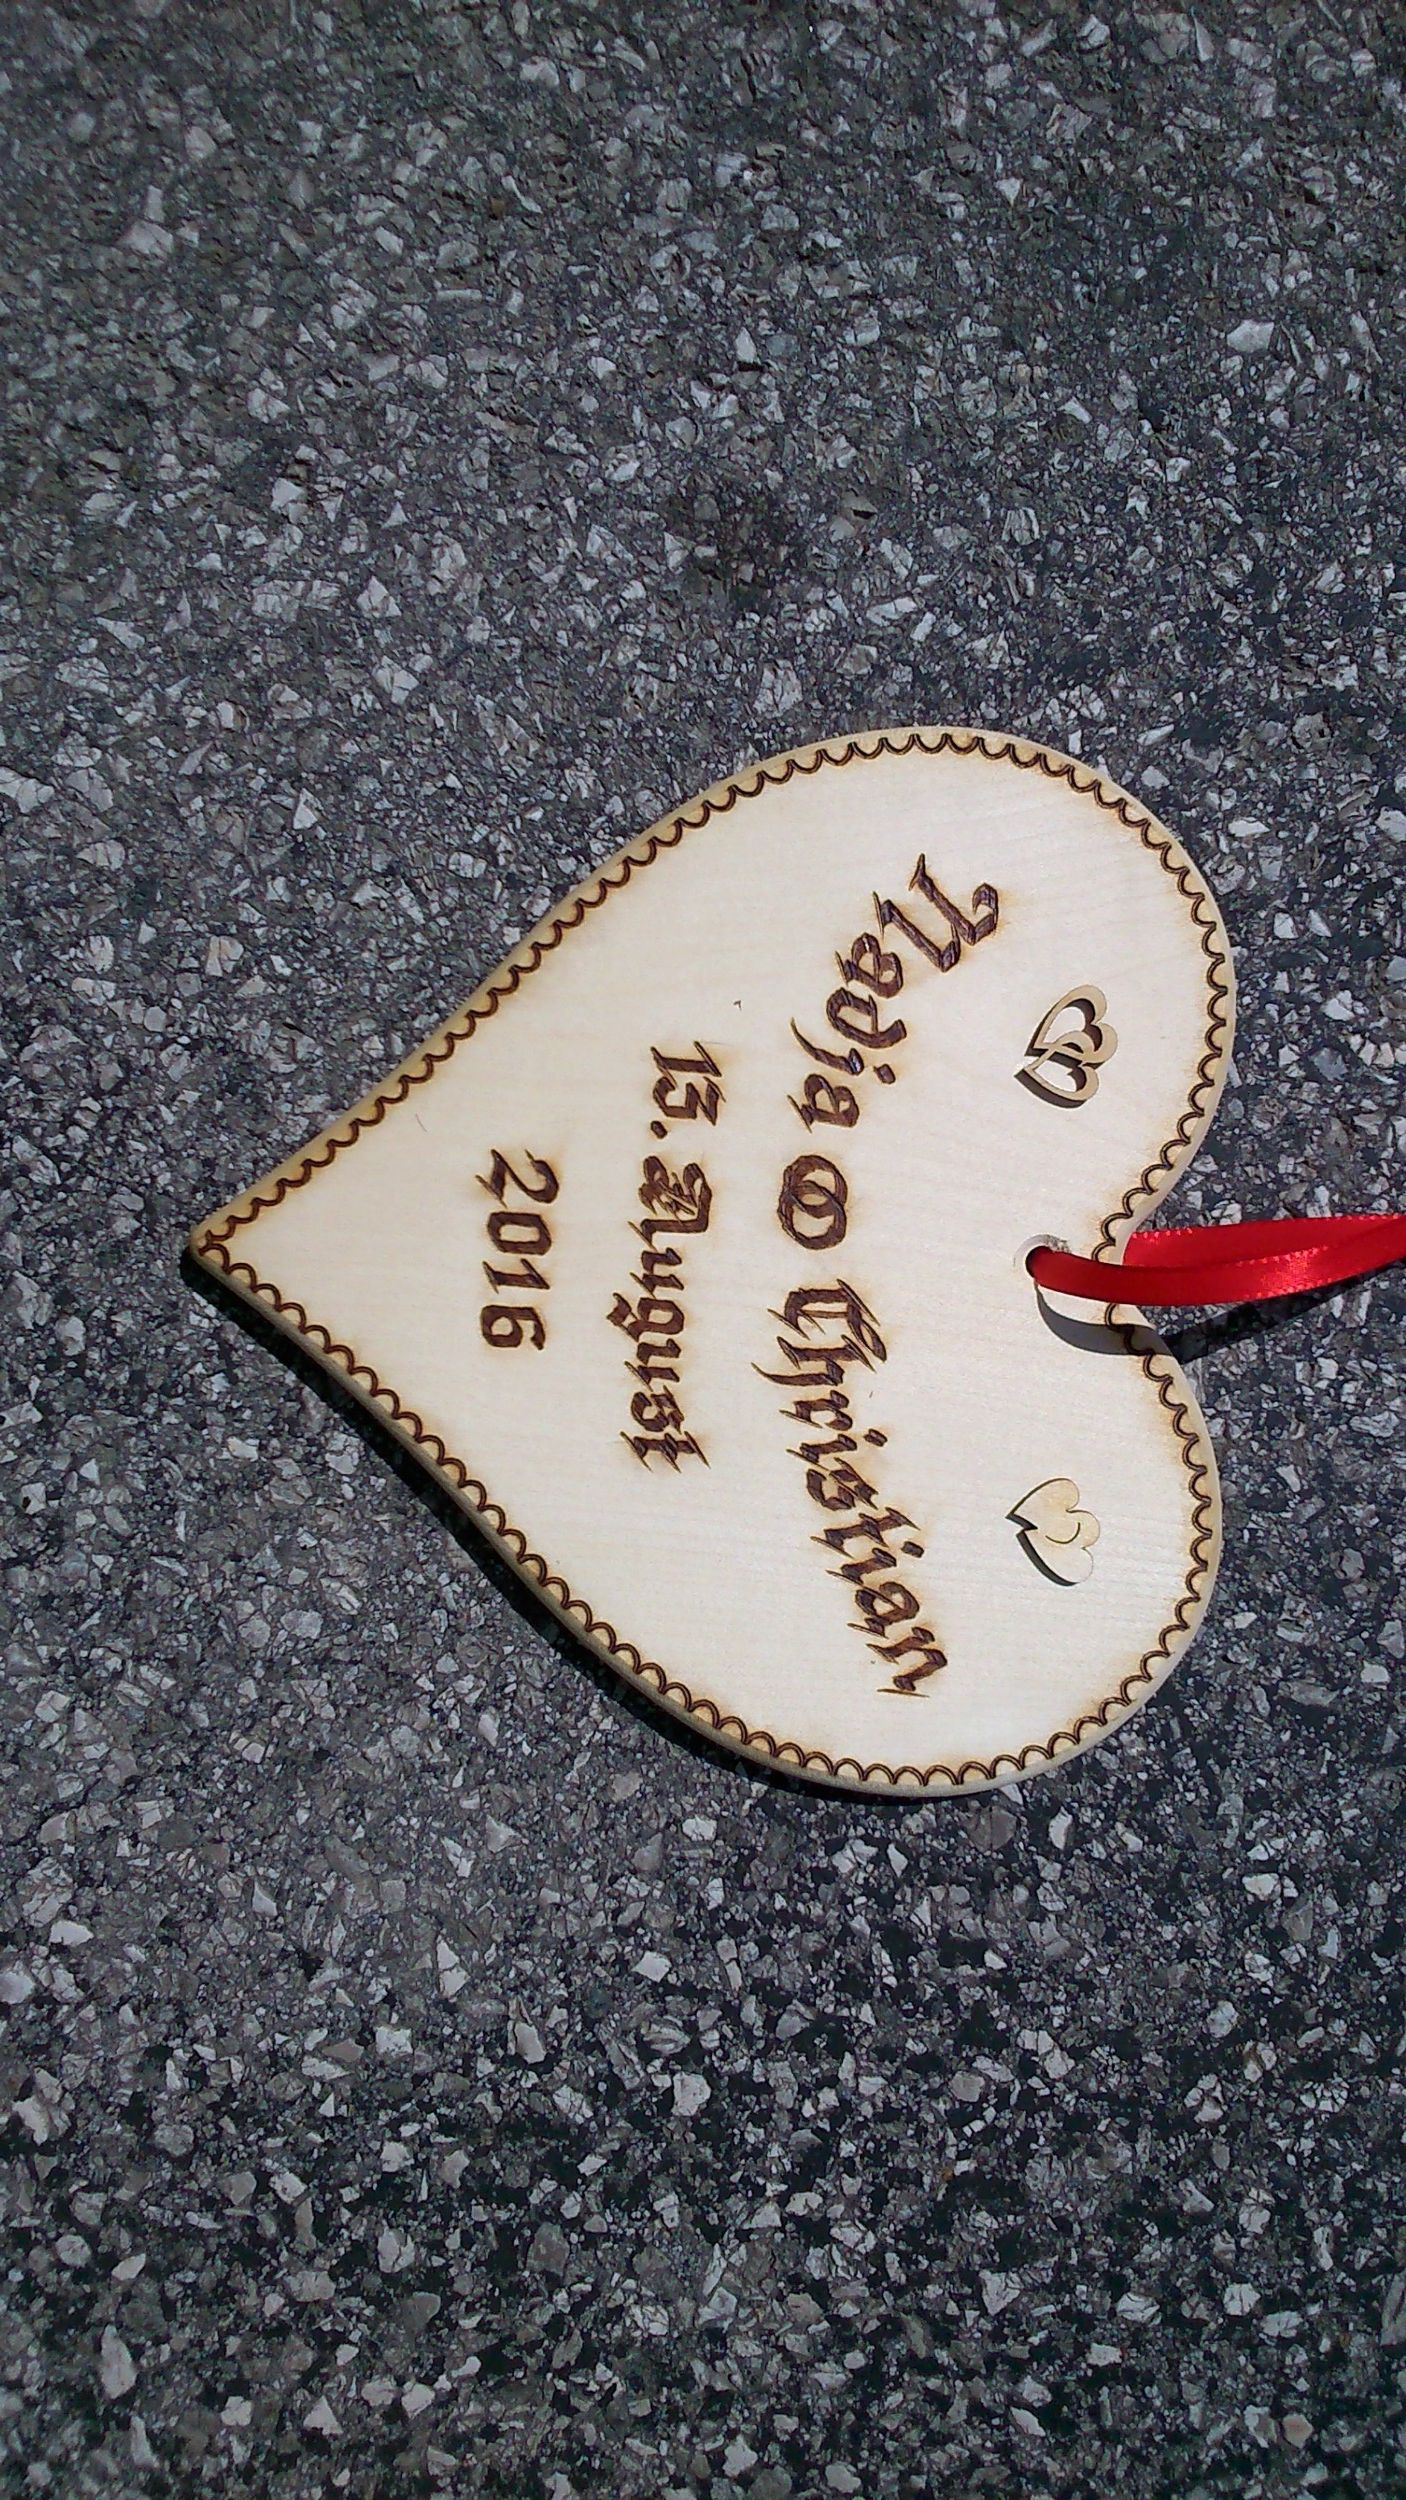 Nadja ⚭ Christian
13. August
2016